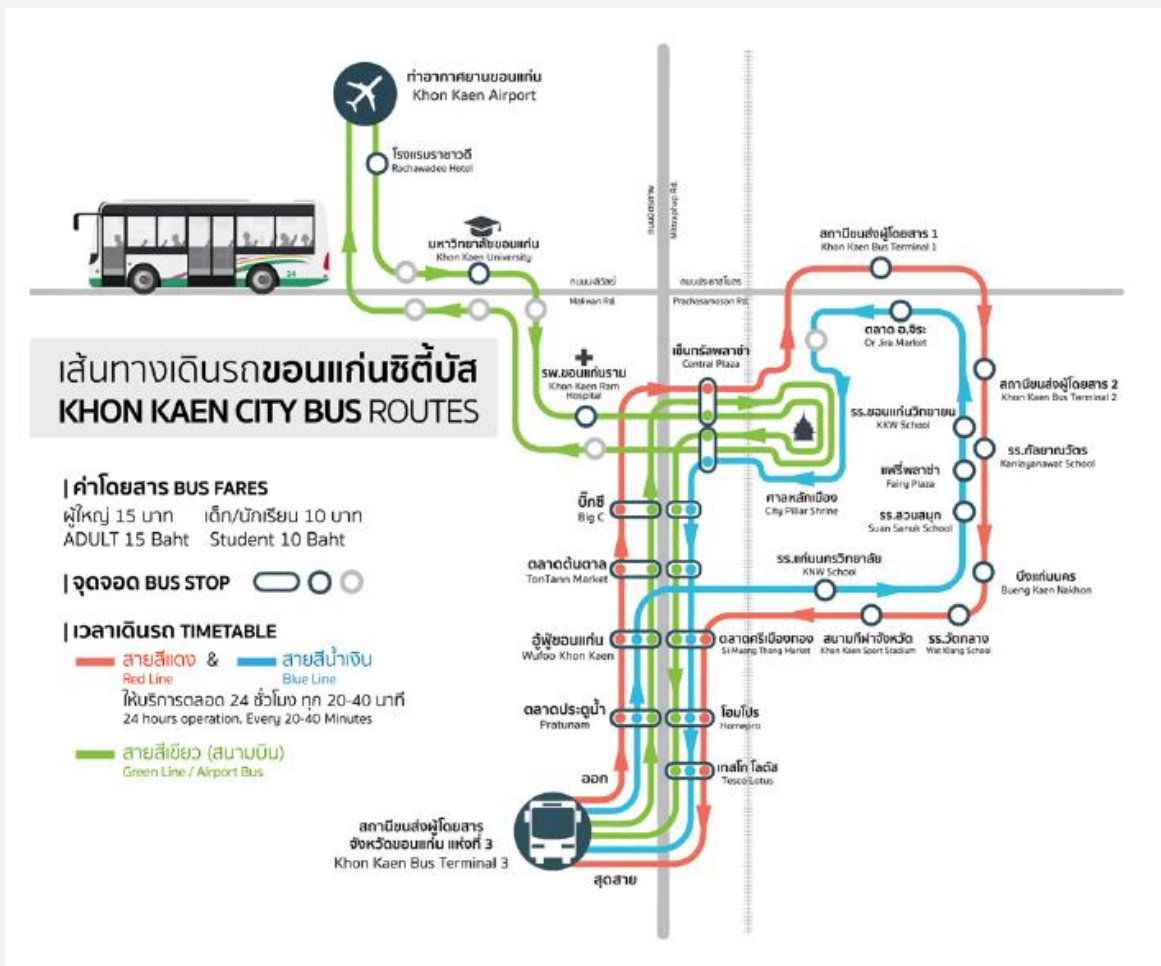 ท่าอากาศยานขอนแก่น
Khon Kaen Airport
โรงแรมราชาวดี
Rachawadee Hotel
24
มหาวิทยาลัยขอนแก่น
Khon Kaen University
ถนนมิตรภาพ
Mittraphap Rd.
ถนนมะลิวัลย์
Maliwan Rd.
ถนนประชาสโมสร
Prachasamoson Rd.
สถานีขนส่งผู้โดยสาร 1
Khon Kaen Bus Terminal 1
ตลาด อ.จิระ
Or Jira Market
เส้นทางเดินรถขอนแก่นซิตี้บัส
KHON KAEN CITY BUS ROUTES
รพ.ขอนแก่นราม
Khon Kaen Ram
Hospital
เซ็นทรัลพลาซ่า
Central Plaza
สถานีขนส่งผู้โดยสาร 2
Khon Kaen Bus Terminal 2
รร.ขอนแก่นวิทยายน
KKW School
รร.กัลยาณวัตร
Kanlayanawat School
แฟรี่พลาซ่า
Fairy Plaza
ศาลหลักเมือง
City Pillar Shrine
รร.สวนสนุก
Suan Sanuk School
| ค่าโดยสาร BUS FARES
ผู้ใหญ่ 15 บาท เด็ก/นักเรียน 10 บาท
ADULT 15 Baht Student 10 Baht
| จุดจอด BUS STOP
บิ๊กซี
Big C
ตลาดต้นตาล
TonTann Market
รร.แก่นนครวิทยาลัย
KNW School
บึงแก่นนคร
Bueng Kaen Nakhon
| เวลาเดินรถ TIMETABLE
สายสีแดง & สายสีน้ำเงิน
Red Line Blue Line
ให้บริการตลอด 24 ชั่วโมง ทุก 20-40 นาที
24 hours operation, Every 20-40 Minutes
สายสีเขียว (สนามบิน)
Green Line / Airport Bus
อู้ฟู่ขอนแก่น
Wufoo Khon Kaen
ตลาดศรีเมืองทอง
Si Muang Thong Market
สนามกีฬาจังหวัด
Khon Kaen Sport Stadium
รร.วัดกลาง
Wat Klang School
ตลาดประตูน้ำ
Pratunam
โฮมโปร
Homepro
เทสโก โลตัส
Tesco Lotus
ออก
สถานีขนส่งผู้โดยสาร
จังหวัดขอนแก่น แห่งที่ 3
Khon Kaen Bus Terminal 3
สุดสาย